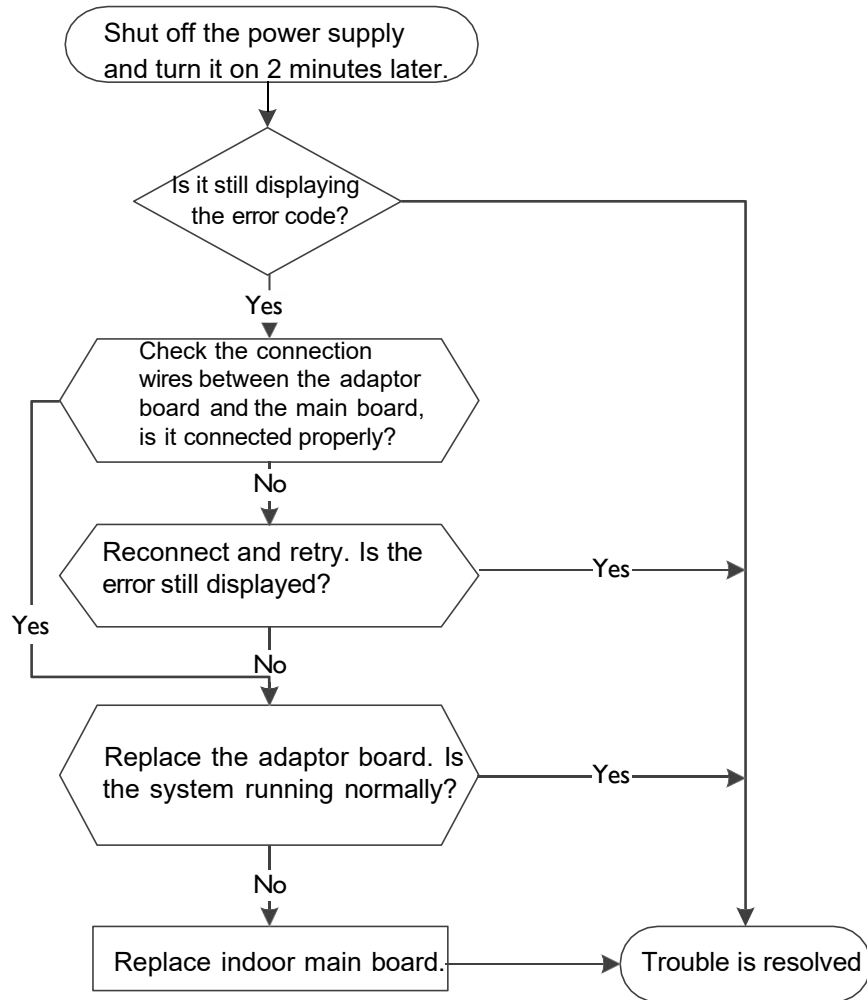 Shut off the power supply
and turn it on 2 minutes later.
Is it still displaying
the error code?
Yes
Check the connection
wires between the adaptor
board and the main board,
is it connected properly?
No
Reconnect and retry. Is the
error still displayed?
Yes
Yes
No
Replace the adaptor board. Is
the system running normally?
Yes
No
Replace indoor main board.
Trouble is resolved